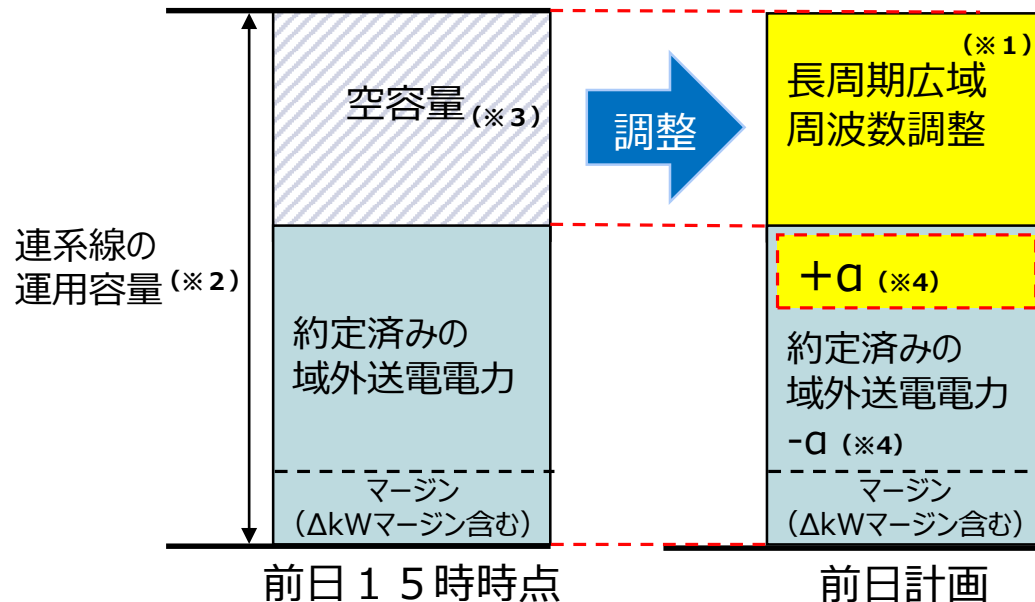 連系線の
運用容量(※2)
空容量(※3)
約定済みの
域外送電電力
マージン
(ΔkWマージン含む)
前日15時時点
調整
(※1)
長周期広域
周波数調整
+α(※4)
約定済みの
域外送電電力
-α(※4)
マージン
(ΔkWマージン含む)
前日計画